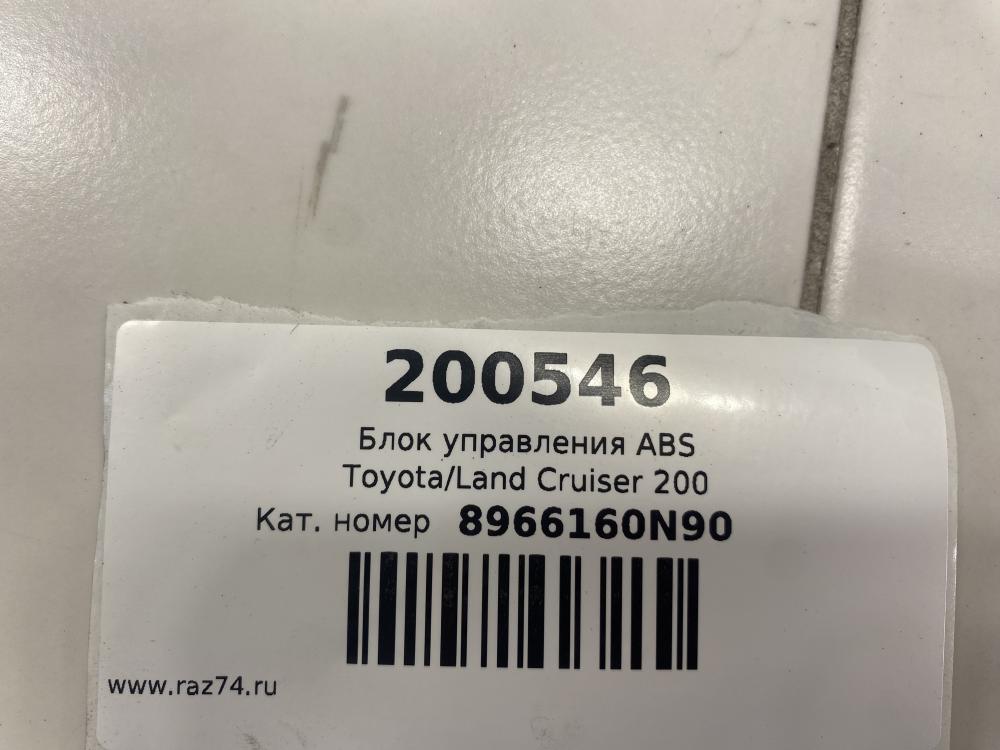 200546
Блок управления ABS
Toyota/Land Cruiser 200
Кат. номер 8966160N90
www.raz74.ru